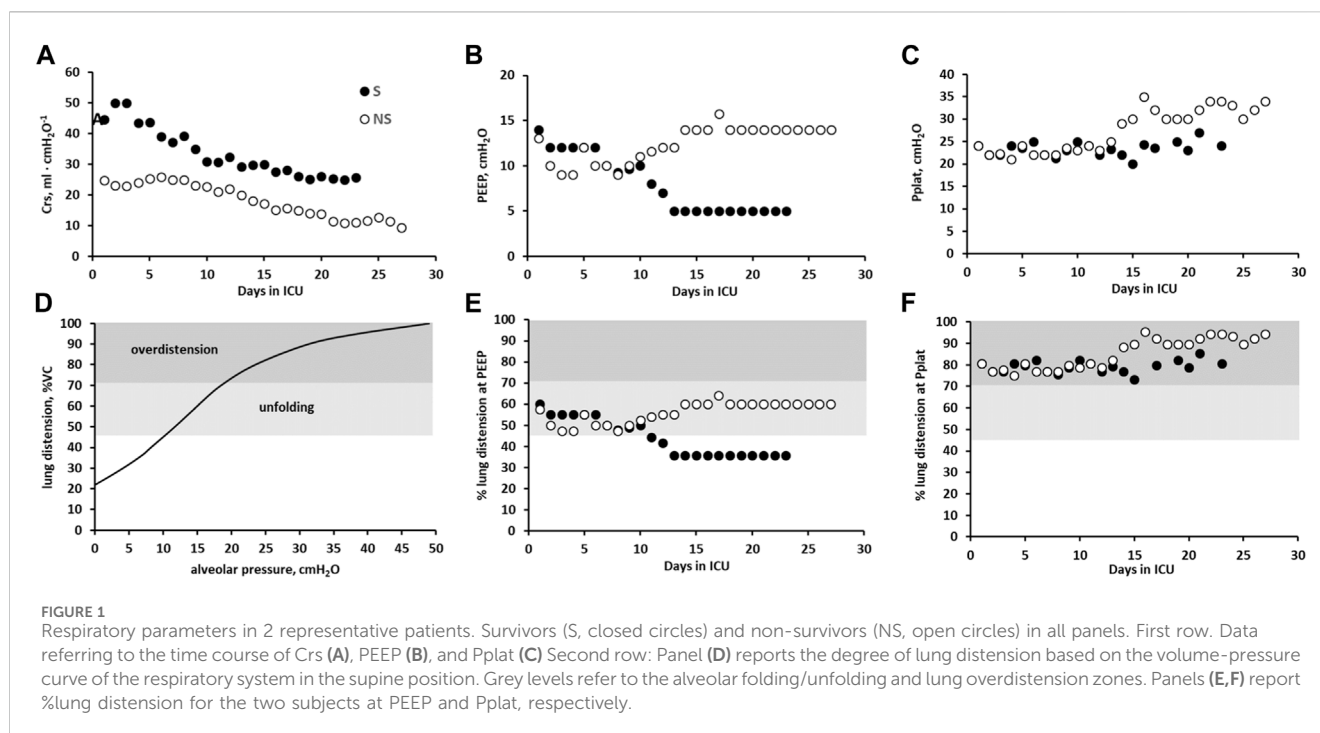 A
B
C
60
50
40
30
20
10
0
Crs, ml · cmH₂O⁻¹
S
NS
0 5 10 15 20 25 30
Days in ICU
20
15
10
5
0
PEEP, cmH₂O
0 5 10 15 20 25 30
Days in ICU
40
35
30
25
20
15
10
5
0
Pplat, cmH₂O
0 5 10 15 20 25 30
Days in ICU
D
E
F
100
90
80
70
60
50
40
30
20
10
0
lung distension, %VC
overdistension
unfolding
0 5 10 15 20 25 30 35 40 45 50
alveolar pressure, cmH₂O
100
90
80
70
60
50
40
30
20
10
0
% lung distension at PEEP
0 5 10 15 20 25 30
Days in ICU
100
90
80
70
60
50
40
30
20
10
0
% lung distension at Pplat
0 5 10 15 20 25 30
Days in ICU
FIGURE 1
Respiratory parameters in 2 representative patients. Survivors (S, closed circles) and non-survivors (NS, open circles) in all panels. First row. Data
referring to the time course of Crs (A), PEEP (B), and Pplat (C) Second row: Panel (D) reports the degree of lung distension based on the volume-pressure
curve of the respiratory system in the supine position. Grey levels refer to the alveolar folding/unfolding and lung overdistension zones. Panels (E,F) report
%lung distension for the two subjects at PEEP and Pplat, respectively.